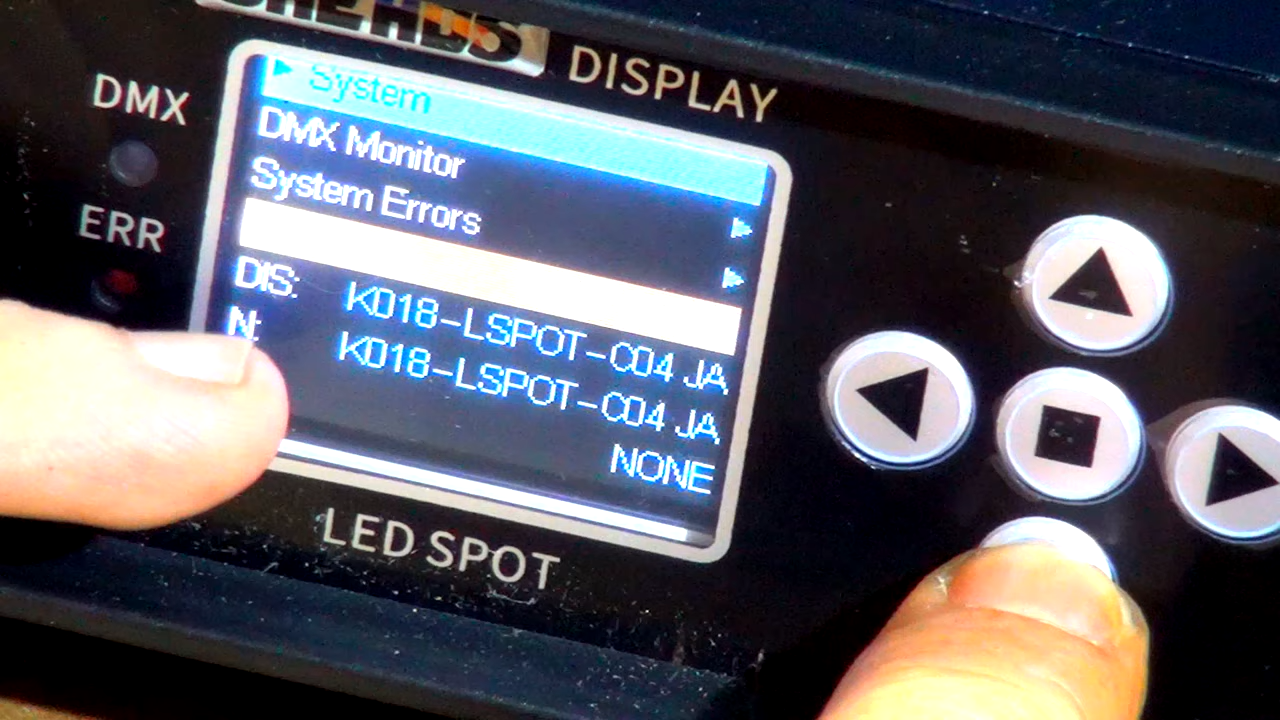 SHEHDS
DISPLAY
DMX
ERR
System
DMX Monitor
System Errors
DIS: K018-LSPOT-C04 JA
N: K018-LSPOT-C04 JA
NONE
LED SPOT